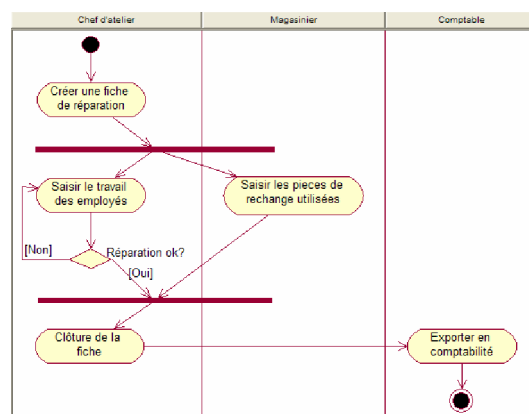 Chef d'atelier
Magasinier
Comptable
Créer une fiche
de réparation
Saisir le travail
des employés
Saisir les pieces de
rechange utilisées
[Non]
Réparation ok?
[Oui]
Clôture de la
fiche
Exporter en
comptabilité